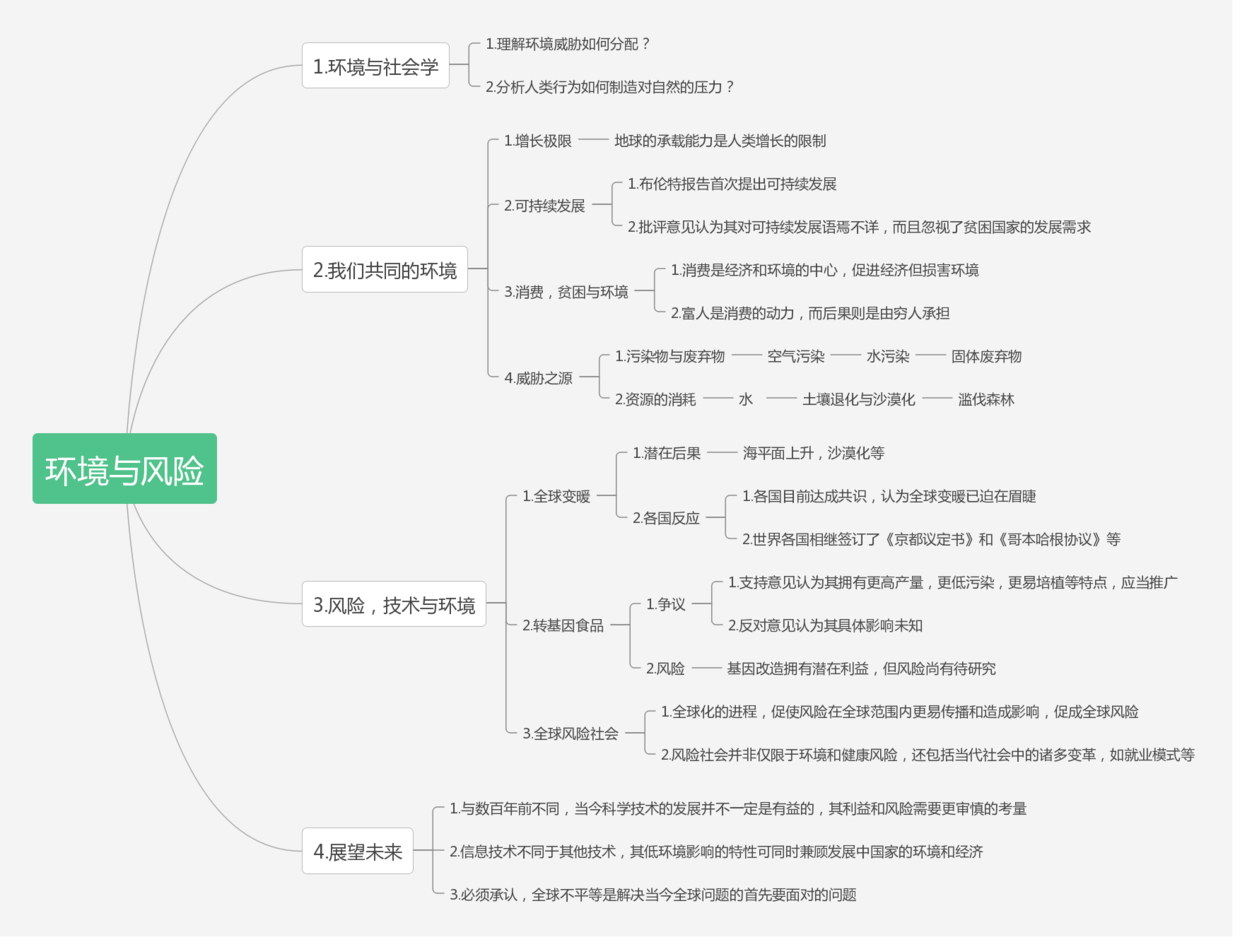 环境与风险
1.环境与社会学
1.理解环境威胁如何分配？
2.分析人类行为如何制造对自然的压力？
2.我们共同的环境
1.增长极限
地球的承载能力是人类增长的限制
2.可持续发展
1.布伦特报告首次提出可持续发展
2.批评意见认为其对可持续发展语焉不详，而且忽视了贫困国家的发展需求
3.消费，贫困与环境
1.消费是经济和环境的中心，促进经济但损害环境
2.富人是消费的动力，而后果则是由穷人承担
4.威胁之源
1.污染物与废弃物
空气污染
水污染
固体废弃物
2.资源的消耗
水
土壤退化与沙漠化
滥伐森林
3.风险，技术与环境
1.全球变暖
1.潜在后果
海平面上升，沙漠化等
2.各国反应
1.各国目前达成共识，认为全球变暖已迫在眉睫
2.世界各国相继签订了《京都议定书》和《哥本哈根协议》等
2.转基因食品
1.争议
1.支持意见认为其拥有更高产量，更低污染，更易培植等特点，应当推广
2.反对意见认为其具体影响未知
2.风险
基因改造拥有潜在利益，但风险尚有待研究
3.全球风险社会
1.全球化的进程，促使风险在全球范围内更易传播和造成影响，促成全球风险
2.风险社会并非仅限于环境和健康风险，还包括当代社会中的诸多变革，如就业模式等
4.展望未来
1.与数百年前不同，当今科学技术的发展并不一定是有益的，其利益和风险需要更审慎的考量
2.信息技术不同于其他技术，其低环境影响的特性可同时兼顾发展中国家的环境和经济
3.必须承认，全球不平等是解决当今全球问题的首先要面对的问题